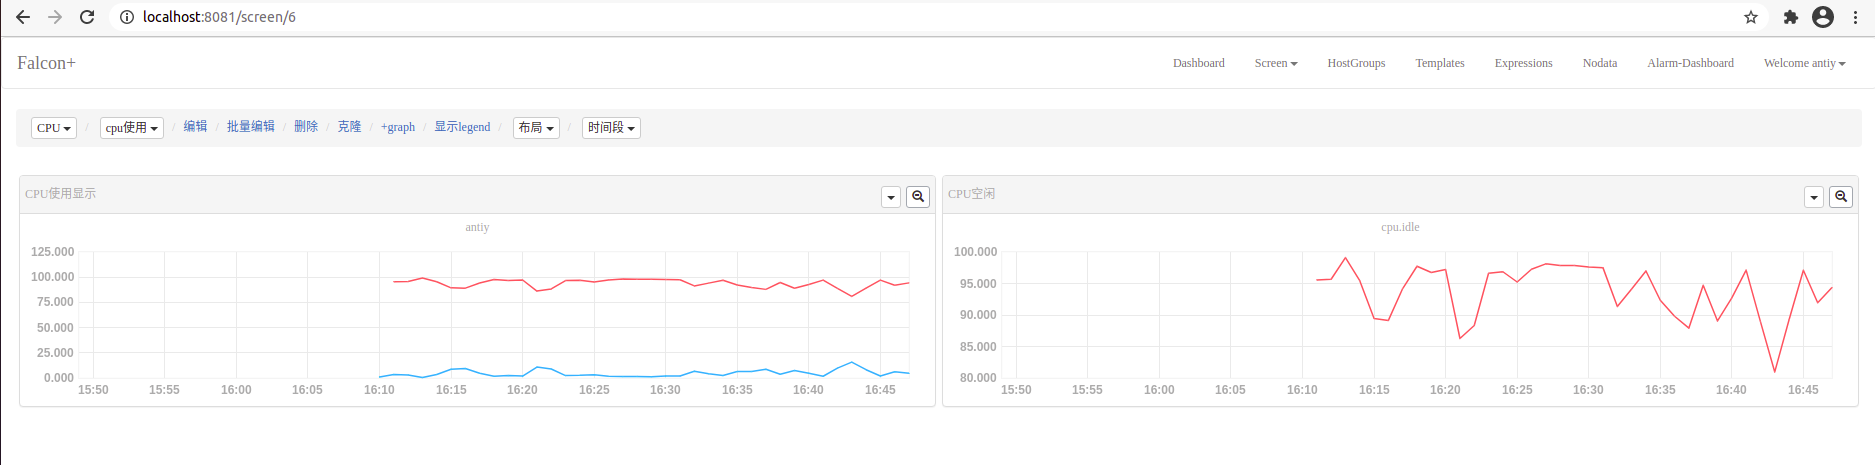 localhost:8081/screen/6
Falcon+ Dashboard Screen HostGroups Templates Expressions Nodata Alarm-Dashboard Welcome antiy
CPU / cpu使用 / 编辑 / 批量编辑 / 删除 / 克隆 / +graph / 显示legend / 布局 / 时间段
CPU使用显示
antiy
125.000
100.000
75.000
50.000
25.000
0.000
15:50 15:55 16:00 16:05 16:10 16:15 16:20 16:25 16:30 16:35 16:40 16:45
CPU空闲
cpu.idle
100.000
95.000
90.000
85.000
80.000
15:50 15:55 16:00 16:05 16:10 16:15 16:20 16:25 16:30 16:35 16:40 16:45